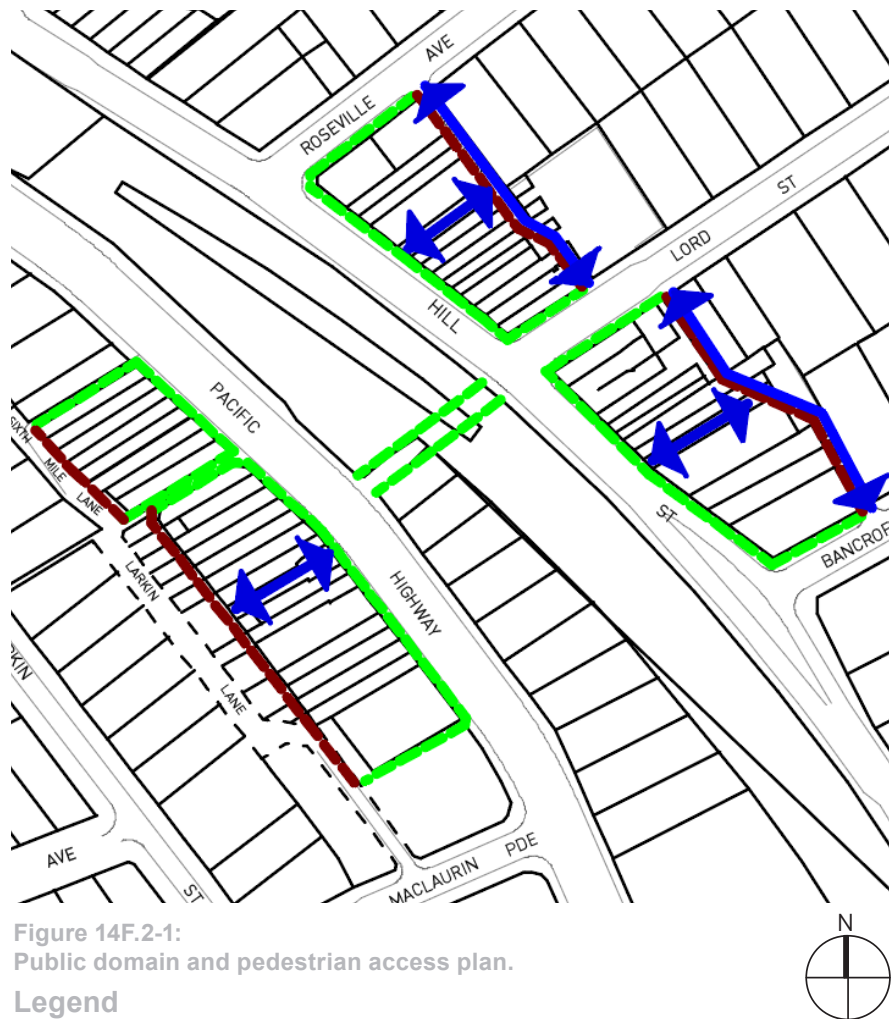 AVE
ROSEVILLE
ST
LORD
HILL
PACIFIC
SIXTH
MILE
LANE
ST
BANCROF
LARKIN
HIGHWAY
RKIN
LANE
AVE
ST
MACLAURIN PDE
Figure 14F.2-1:
Public domain and pedestrian access plan.
Legend
N